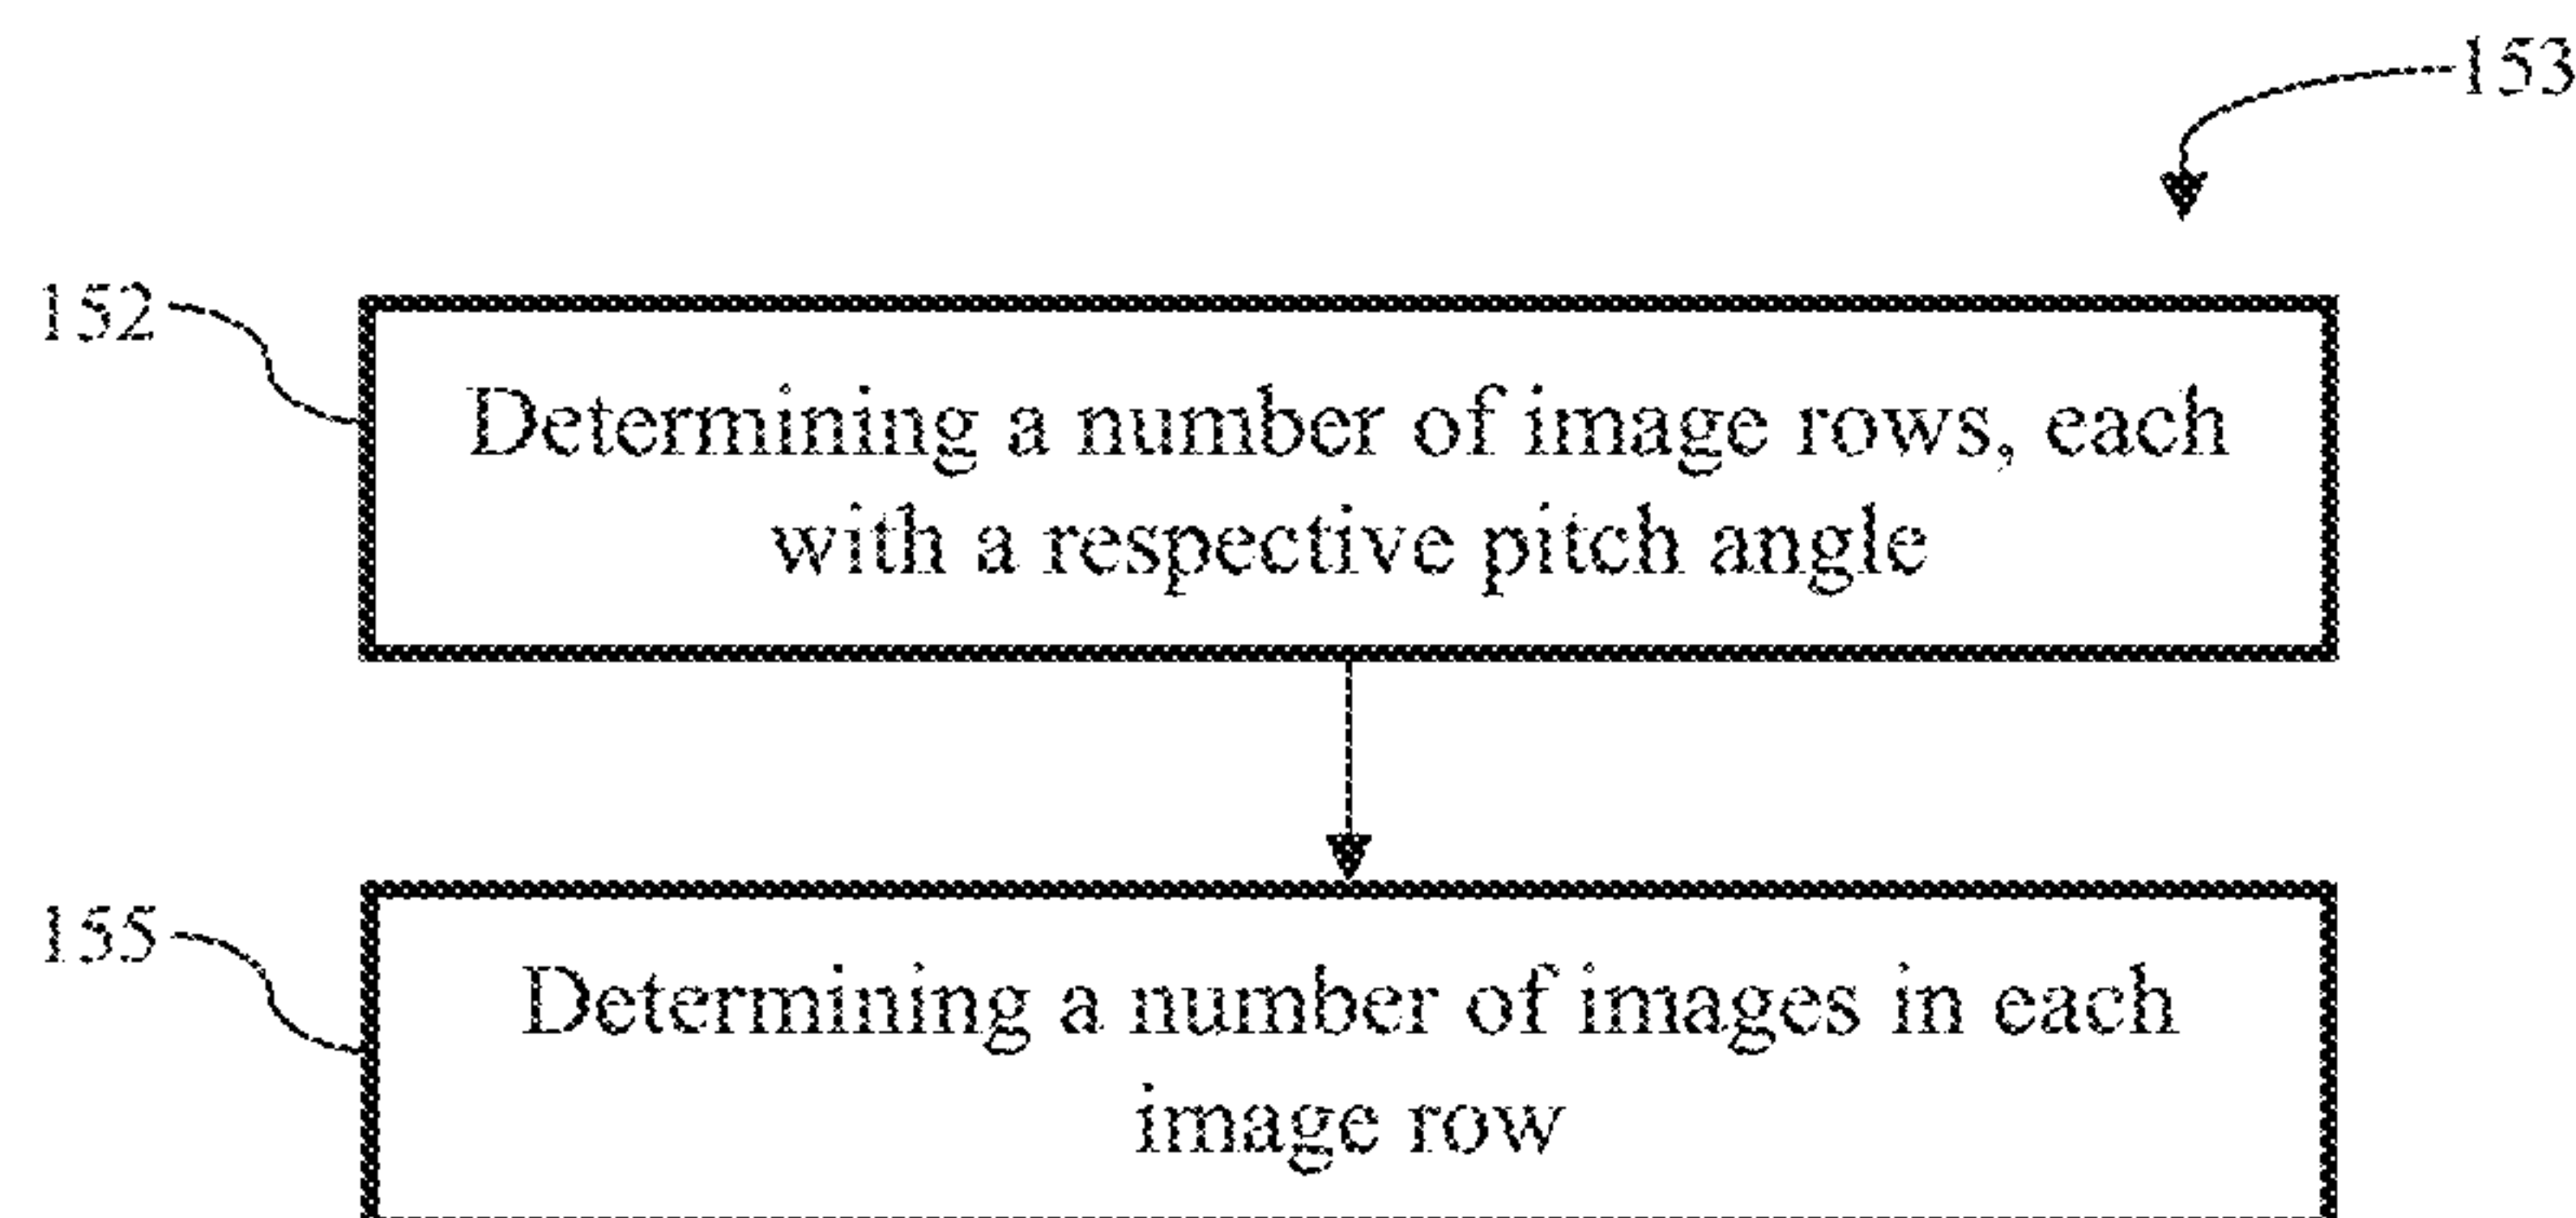 153
152
Determining a number of image rows, each
with a respective pitch angle
155
Determining a number of images in each
image row